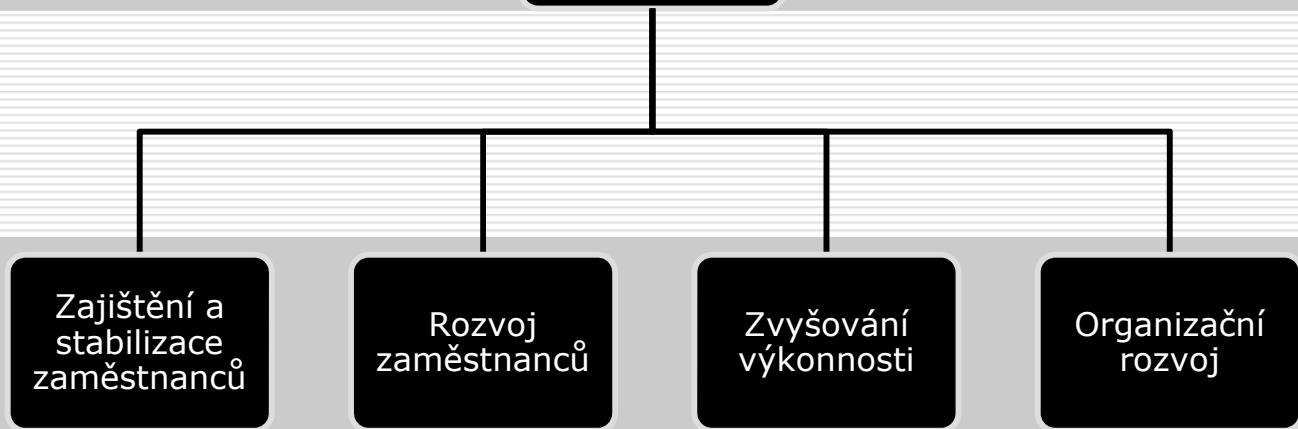 Zajištění a
stabilizace
zaměstnanců
Rozvoj
zaměstnanců
Zvyšování
výkonnosti
Organizační
rozvoj